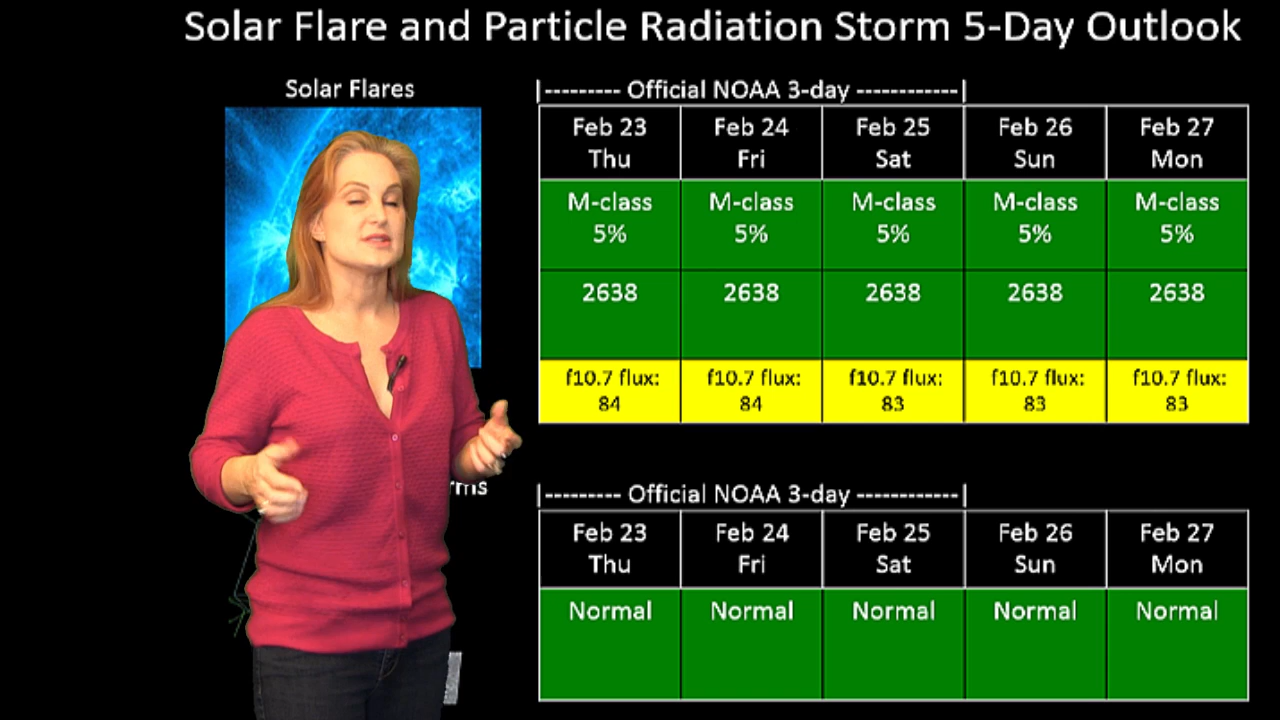 Solar Flare and Particle Radiation Storm 5-Day Outlook
Solar Flares
|--------- Official NOAA 3-day ------------|
Feb 23 Feb 24 Feb 25 Feb 26 Feb 27
Thu Fri Sat Sun Mon
M-class M-class M-class M-class M-class
5% 5% 5% 5% 5%
2638 2638 2638 2638 2638
f10.7 flux: f10.7 flux: f10.7 flux: f10.7 flux: f10.7 flux:
84 84 83 83 83
|--------- Official NOAA 3-day ------------|
Feb 23 Feb 24 Feb 25 Feb 26 Feb 27
Thu Fri Sat Sun Mon
Normal Normal Normal Normal Normal